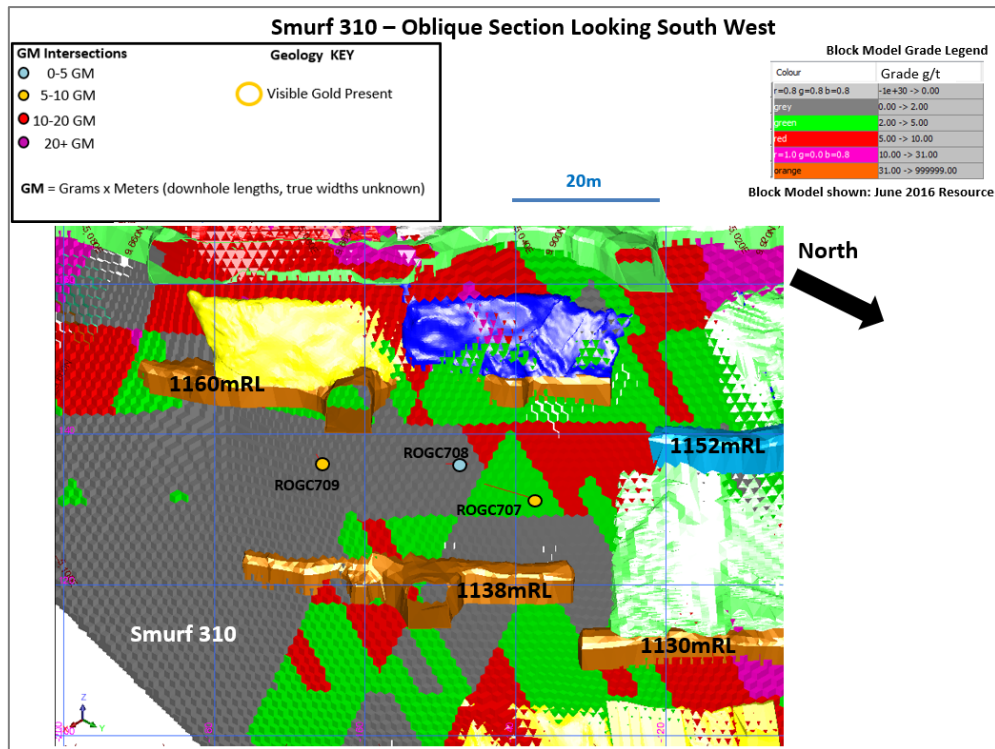 Smurf 310 – Oblique Section Looking South West
GM Intersections
0-5 GM
5-10 GM
10-20 GM
20+ GM
Geology KEY
Visible Gold Present
GM = Grams x Meters (downhole lengths, true widths unknown)
20m
Block Model Grade Legend
Colour Grade g/t
r=0.8 g=0.8 b=0.8 -1e+30 -> 0.00
grey 0.00 -> 2.00
green 2.00 -> 5.00
red 5.00 -> 10.00
r=1.0 g=0.0 b=0.8 10.00 -> 31.00
orange 31.00 -> 999999.00
Block Model shown: June 2016 Resource
North
1160mRL
1152mRL
ROGC708
ROGC709
ROGC707
1138mRL
Smurf 310
1130mRL
Z
X
Y